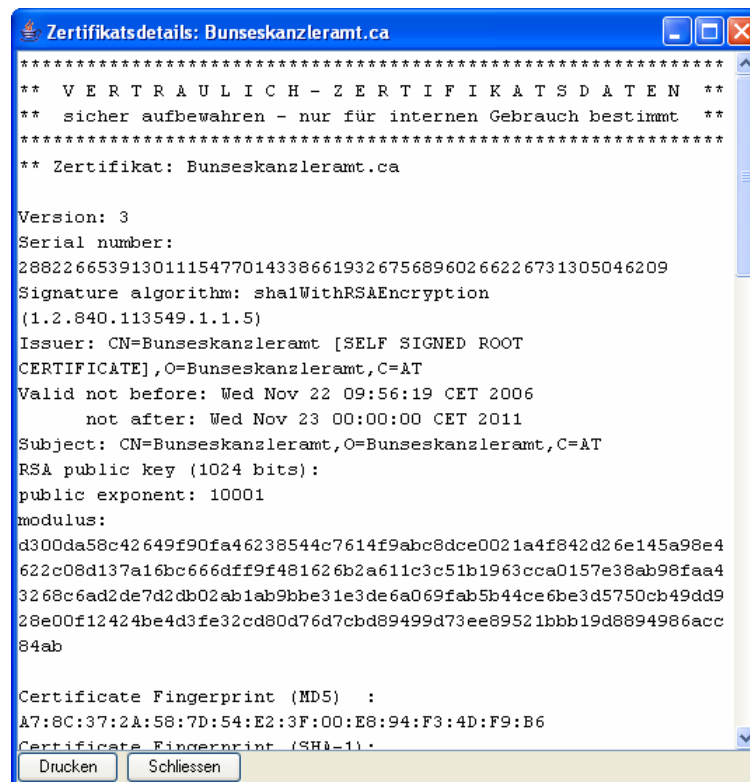 Zertifikatsdetails: Bunseskanzleramt.ca
***************************************************************
** V E R T R A U L I C H - Z E R T I F I K A T S D A T E N **
** sicher aufbewahren - nur für internen Gebrauch bestimmt **
***************************************************************
** Zertifikat: Bunseskanzleramt.ca
Version: 3
Serial number:
2882266539130111547701433866193267568960266226731305046209
Signature algorithm: sha1WithRSAEncryption
(1.2.840.113549.1.1.5)
Issuer: CN=Bunseskanzleramt [SELF SIGNED ROOT
CERTIFICATE],O=Bunseskanzleramt,C=AT
Valid not before: Wed Nov 22 09:56:19 CET 2006
not after: Wed Nov 23 00:00:00 CET 2011
Subject: CN=Bunseskanzleramt,O=Bunseskanzleramt,C=AT
RSA public key (1024 bits):
public exponent: 10001
modulus:
d300da58c42649f90fa46238544c7614f9abc8dce0021a4f842d26e145a98e4
622c08d137a16bc666dff9f481626b2a611c3c51b1963cca0157e38ab98faa4
3268c6ad2de7d2db02ab1ab9bbe31e3de6a069fab5b44ce6be3d5750cb49dd9
28e00f12424be4d3fe32cd80d76d7cbd89499d73ee89521bbb19d8894986acc
84ab
Certificate Fingerprint (MD5) :
A7:8C:37:2A:58:7D:54:E2:3F:00:E8:94:F3:4D:F9:B6
Certificate Fingerprint (SHA-1):
Drucken Schliessen